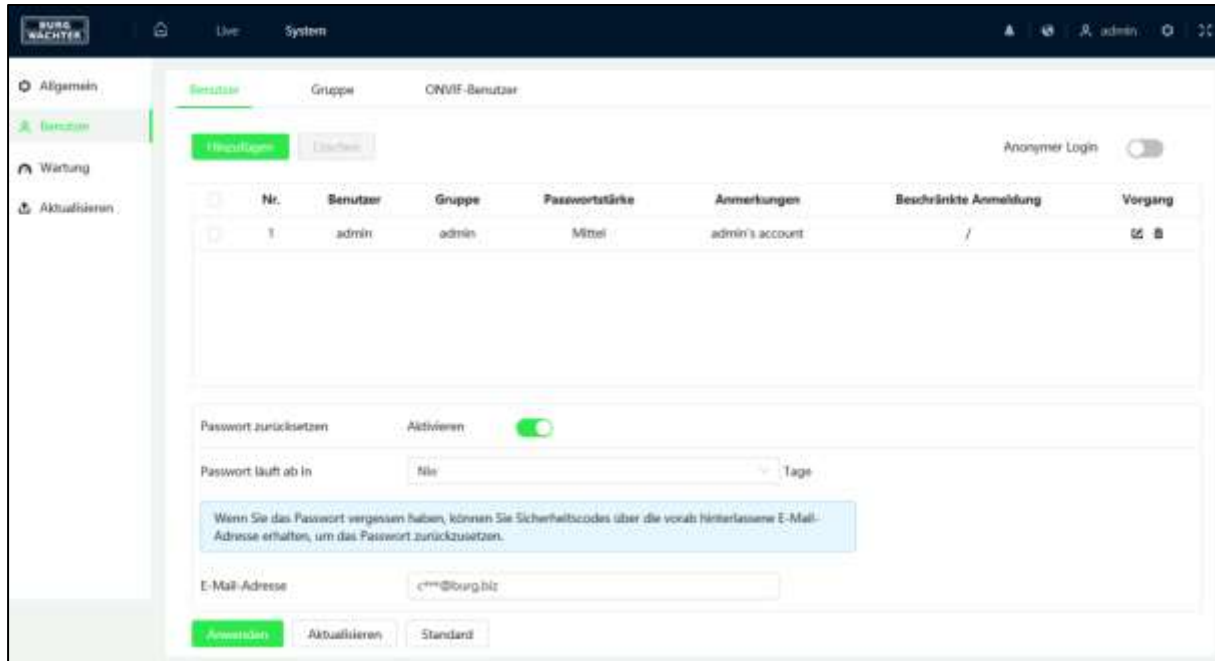 BURG
WÄCHTER
Live
System
admin
Allgemein
Benutzer
Wartung
Aktualisieren
Benutzer
Gruppe
ONVIF-Benutzer
Hinzufügen
Löschen
Anonymer Login
Nr.
Benutzer
Gruppe
Passwortstärke
Anmerkungen
Beschränkte Anmeldung
Vorgang
1
admin
admin
Mittel
admin's account
/
Passwort zurücksetzen
Aktivieren
Passwort läuft ab in
Nie
Tage
Wenn Sie das Passwort vergessen haben, können Sie Sicherheitscodes über die vorab hinterlassene E-Mail-
Adresse erhalten, um das Passwort zurückzusetzen.
E-Mail-Adresse
c***@burg.biz
Anwenden
Aktualisieren
Standard